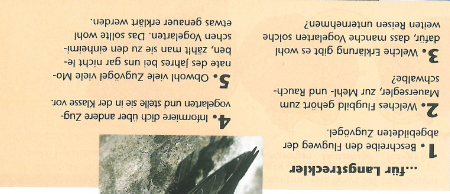 ...für Langstreckler
1. Beschreibe den Flugweg der
abgebildeten Zugvögel.
2. Welches Flugbild gehört zum
Mauersegler, zur Mehl- und Rauch-
schwalbe?
3. Welche Erklärung gibt es wohl
dafür, dass manche Vogelarten solche
weiten Reisen unternehmen?
4. Informiere dich über andere Zug-
vogelarten und stelle sie in der Klasse vor.
5. Obwohl viele Zugvögel viele Mo-
nate des Jahres bei uns gar nicht le-
ben, zählt man sie zu den einheimi-
schen Vogelarten. Das sollte wohl
etwas genauer erklärt werden.